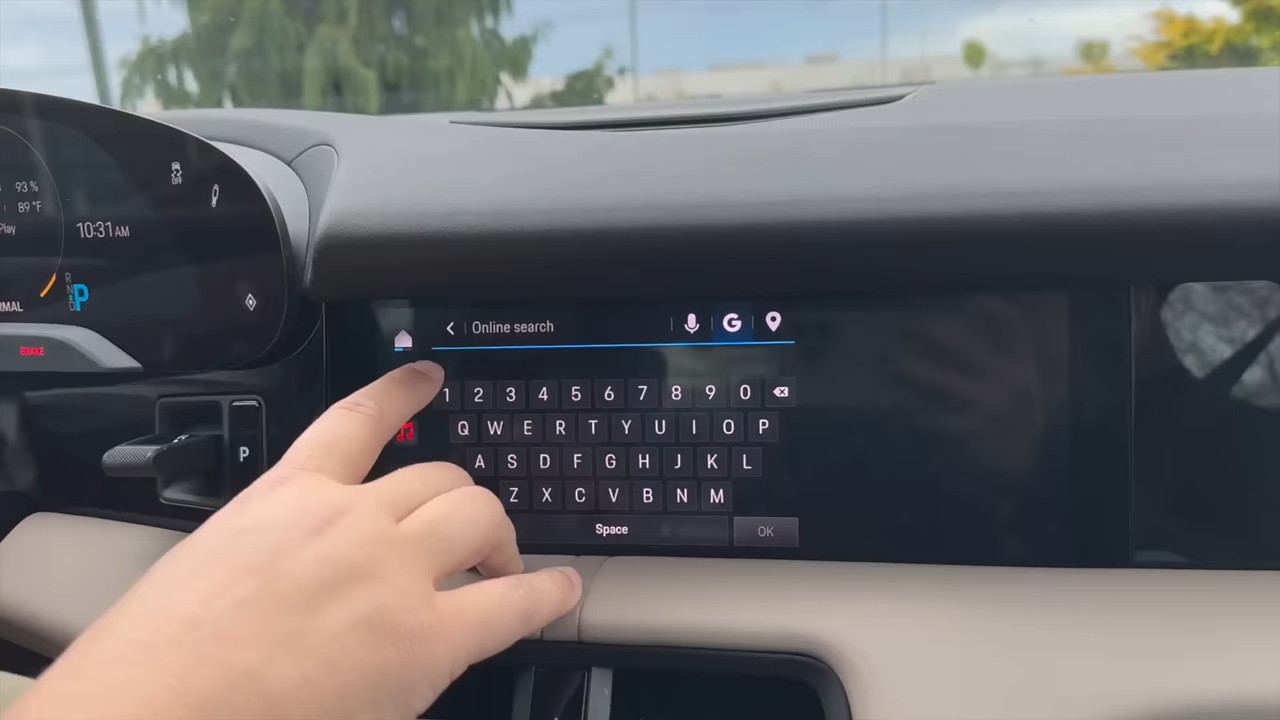 93 %
89 °F
Play
10:31 AM
OFF
R
N
D
P
RMAL
BRAKE
P
Online search
G
1 2 3 4 5 6 7 8 9 0
Q W E R T Y U I O P
A S D F G H J K L
Z X C V B N M
Space
OK